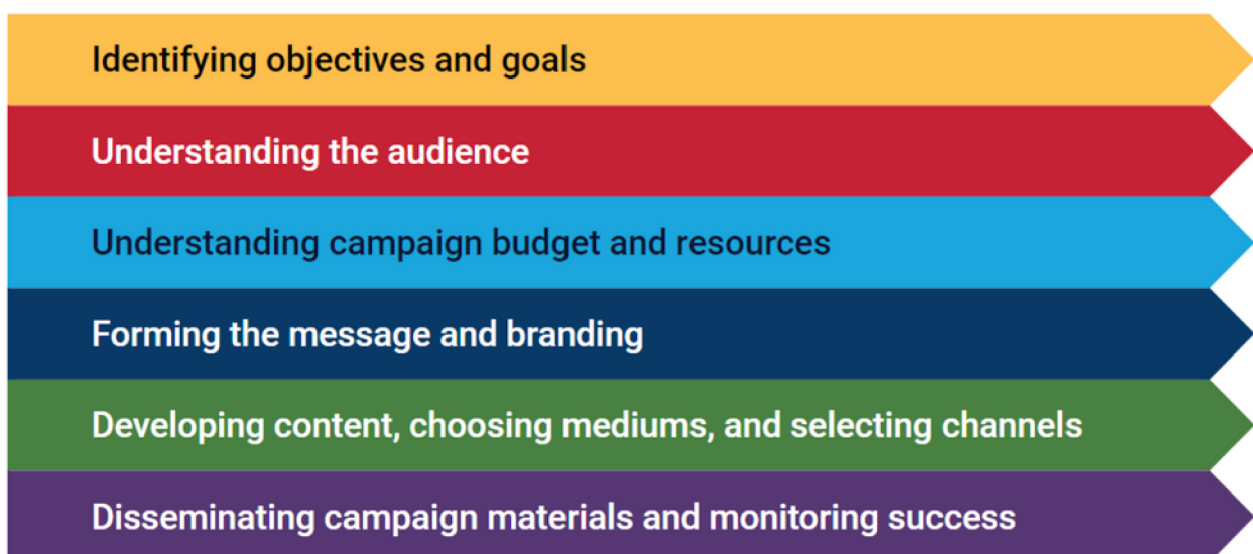 Identifying objectives and goals
Understanding the audience
Understanding campaign budget and resources
Forming the message and branding
Developing content, choosing mediums, and selecting channels
Disseminating campaign materials and monitoring success